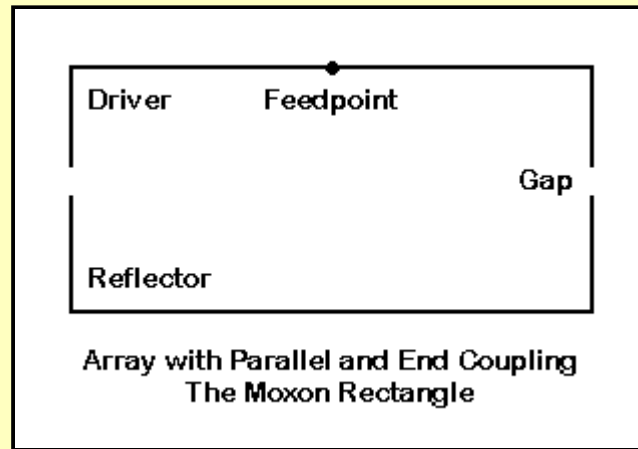 Driver
Feedpoint
Gap
Reflector
Array with Parallel and End Coupling
The Moxon Rectangle